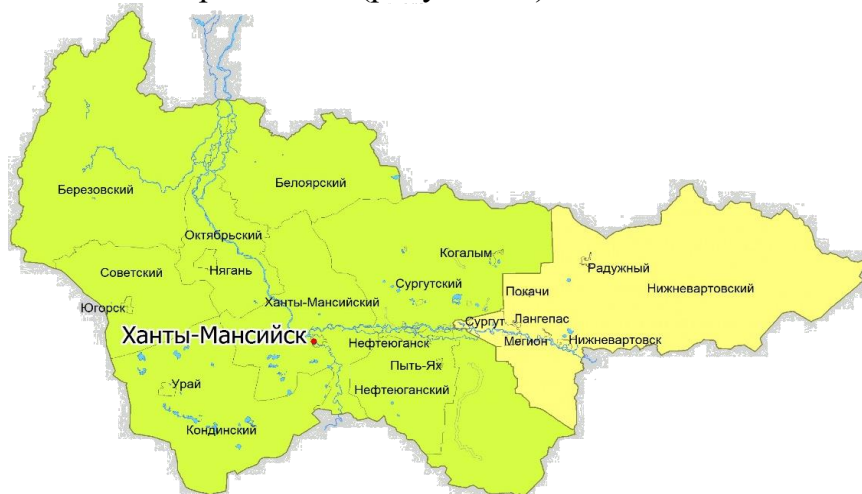 Березовский
Белоярский
Октябрьский
Нягань
Советский
Югорск
Когалым
Сургутский
Ханты-Мансийский
Радужный
Покачи
Нижневартовский
Сургут
Лангепас
Мегион
Нижневартовск
Ханты-Мансийск
Нефтеюганск
Пыть-Ях
Нефтеюганский
Урай
Кондинский